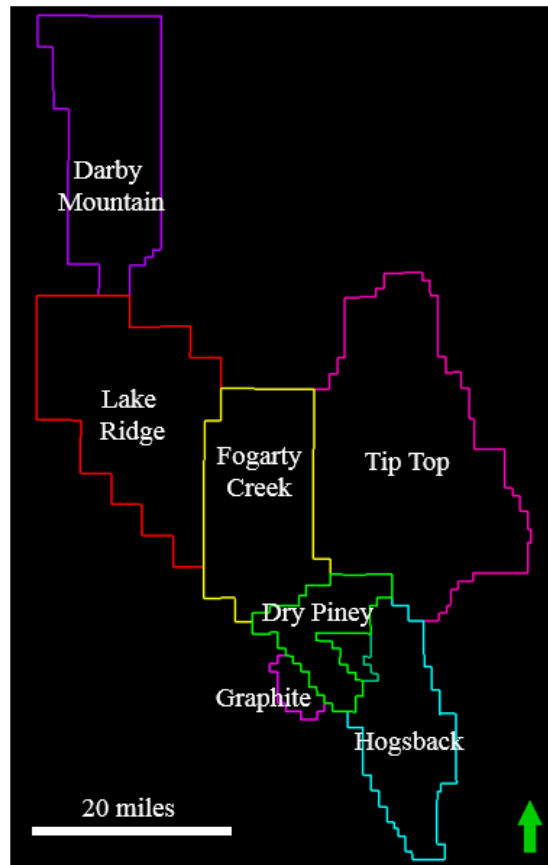 Darby
Mountain
Lake
Ridge
Fogarty
Creek
Tip Top
Dry Piney
Graphite
Hogsback
20 miles